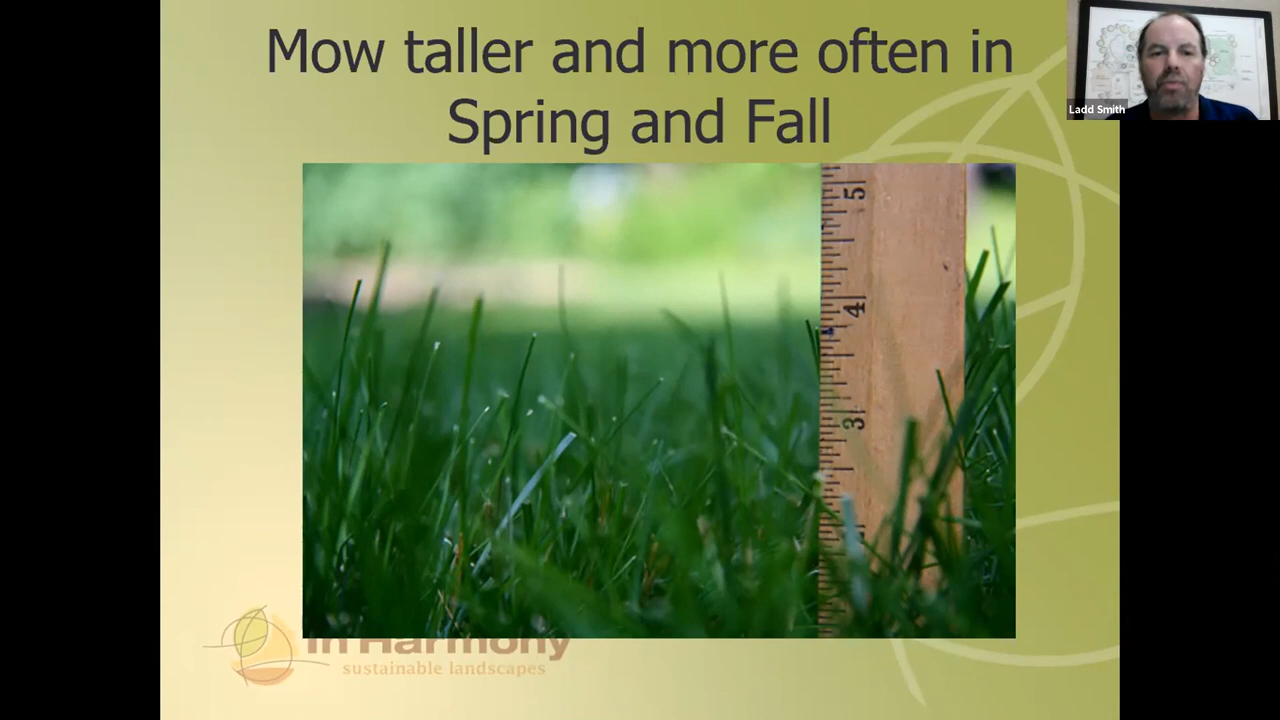 Mow taller and more often in
Spring and Fall
Ladd Smith
5
4
3
In Harmony
sustainable landscapes